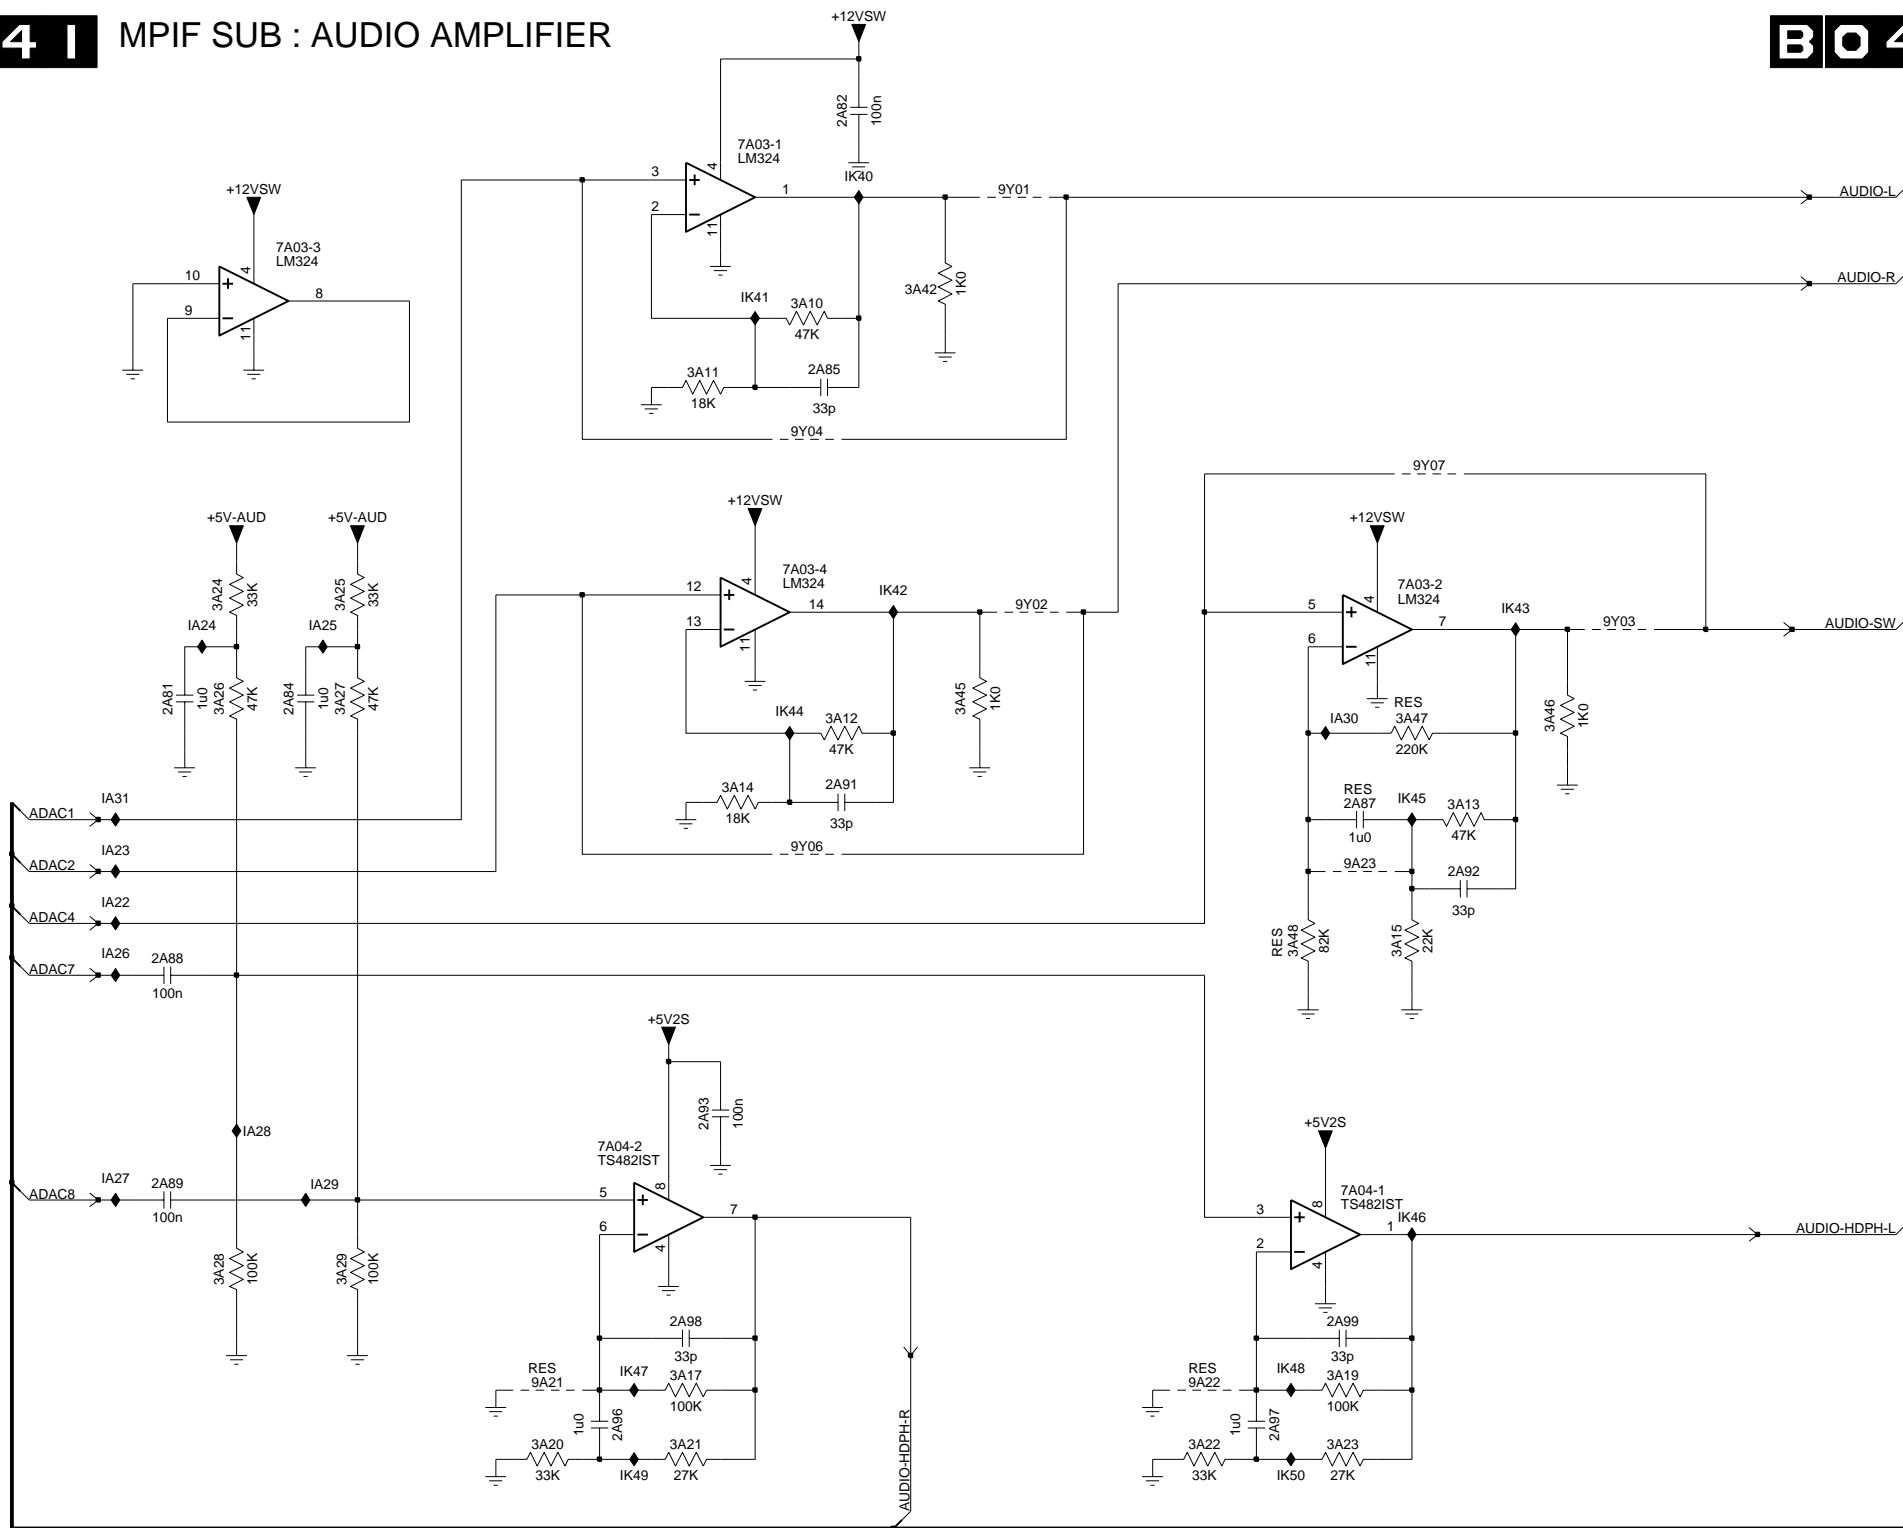 4 1 MPIF SUB : AUDIO AMPLIFIER
B04
+12VSW
2A82
100n
7A03-1
LM324
3
2
4
11
1
IK40
9Y01
AUDIO-L
+12VSW
7A03-3
LM324
10
9
4
11
8
3A42
1K0
AUDIO-R
IK41
3A10
47K
3A11
18K
2A85
33p
9Y04
9Y07
+5V-AUD
+5V-AUD
+12VSW
+12VSW
3A24
33K
3A25
33K
7A03-4
LM324
12
13
4
11
14
IK42
9Y02
7A03-2
LM324
5
6
4
11
7
IK43
9Y03
AUDIO-SW
IA24
IA25
2A81
1u0
3A26
47K
2A84
1u0
3A27
47K
3A45
1K0
IK44
3A12
47K
3A14
18K
2A91
33p
9Y06
IA30
RES
3A47
220K
3A46
1K0
RES
2A87
1u0
IK45
3A13
47K
9A23
2A92
33p
RES
3A48
82K
3A15
22K
ADAC1
IA31
ADAC2
IA23
ADAC4
IA22
ADAC7
IA26
2A88
100n
+5V2S
2A93
100n
IA28
7A04-2
TS482IST
ADAC8
IA27
2A89
100n
IA29
5
6
8
4
7
+5V2S
7A04-1
TS482IST
3
2
8
4
1
IK46
AUDIO-HDPH-L
3A28
100K
3A29
100K
2A98
33p
RES
9A21
IK47
3A17
100K
1u0
2A96
3A20
33K
IK49
3A21
27K
AUDIO-HDPH-R
2A99
33p
RES
9A22
IK48
3A19
100K
1u0
2A97
3A22
33K
IK50
3A23
27K